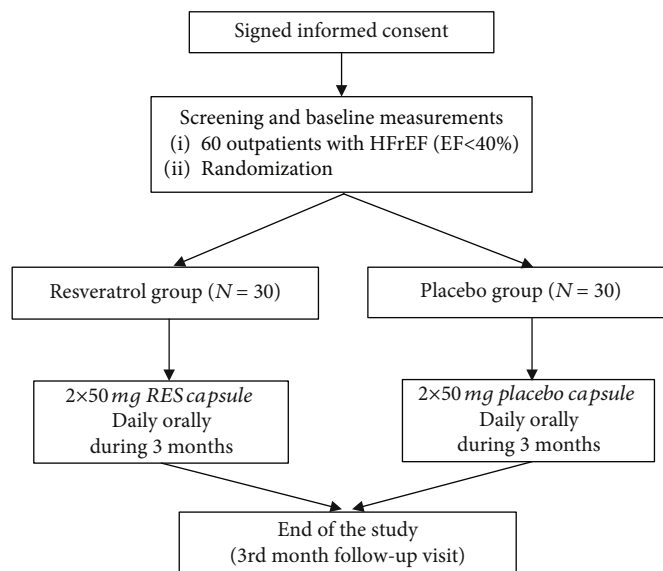 Signed informed consent
Screening and baseline measurements
(i) 60 outpatients with HFrEF (EF<40%)
(ii) Randomization
Resveratrol group (N = 30)
Placebo group (N = 30)
2×50 mg RES capsule
Daily orally
during 3 months
2×50 mg placebo capsule
Daily orally
during 3 months
End of the study
(3rd month follow-up visit)